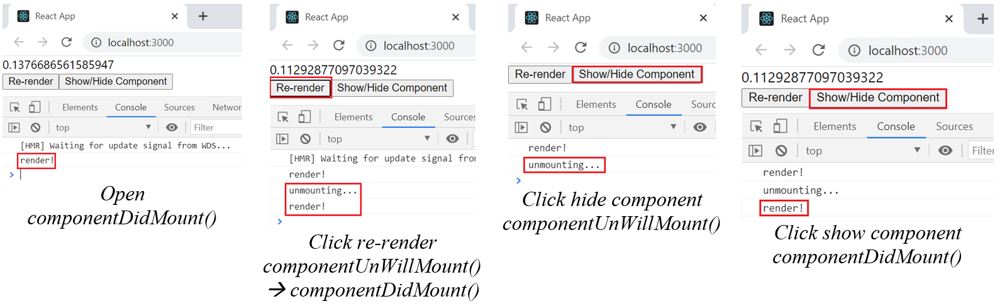 React App
localhost:3000
0.1376686561585947
Re-render Show/Hide Component
Elements Console Sources Networ
top Filter
[HMR] Waiting for update signal from WDS...
render!
Open
componentDidMount()
React App
localhost:3000
0.11292877097039322
Re-render Show/Hide Component
Elements Console Sources
top
[HMR] Waiting for update signal fro
render!
unmounting...
render!
Click re-render
componentUnWillMount()
→ componentDidMount()
React App
localhost:3000
Re-render Show/Hide Component
Elements Console Sourc
top
render!
unmounting...
Click hide component
componentUnWillMount()
React App
localhost:3000
0.11292877097039322
Re-render Show/Hide Component
Elements Console Sources
top Filter
render!
unmounting...
render!
Click show component
componentDidMount()